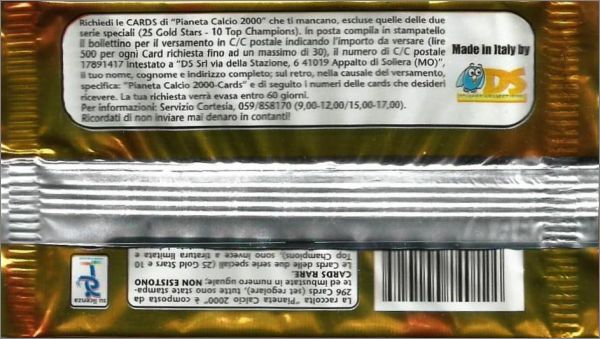 Richiedi le CARDS di "Pianeta Calcio 2000" che ti mancano, escluse quelle delle due
serie speciali (25 Gold Stars - 10 Top Champions). In posta compila in stampatello
il bollettino per il versamento in C/C postale indicando l'importo da versare (lire
500 per ogni Card richiesta fino ad un massimo di 30), il numero di C/C postale
17891417 intestato a "DS Srl via della Stazione, 6 41019 Appalto di Soliera (MO)",
il tuo nome, cognome e indirizzo completo; sul retro, nella causale del versamento,
specifica: "Pianeta Calcio 2000-Cards" e di seguito i numeri delle cards che desideri
ricevere. La tua richiesta verrà evasa entro 60 giorni.
Per informazioni: Servizio Cortesia, 059/858170 (9,00-12,00/15,00-17,00).
Ricordati di non inviare mai denaro in contanti!
Made in Italy by
DS
La raccolta "Pianeta Calcio 2000" è composta da
296 Cards (set regolare), tutte sono state stampa-
te ed imbustate in numero uguale; NON ESISTONO
CARDS RARE.
Le Cards delle due serie speciali (25 Gold Stars e 10
Top Champions), sono invece a tiratura limitata e
su licenza